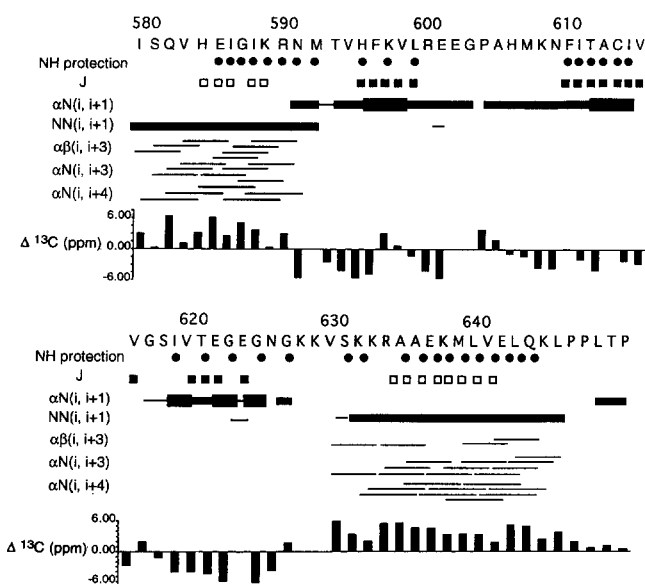 580 590 600 610
I S Q V H E I G I K R N M T V H F K V L R E E G P A H M K N F I T A C I V
NH protection
J
αN(i, i+1)
NN(i,i+1)
αβ(i, i+3)
αN(i, i+3)
αN(i, i+4)
6.00
Δ 13C (ppm) 0.00
-6.00
620 630 640
V G S I V T E G E G N G K K V S K K R A A E K M L V E L Q K L P P L T P
NH protection
J
αN(i, i+1)
NN(i,i+1)
αβ(i, i+3)
αN(i, i+3)
αN(i, i+4)
6.00
Δ 13C (ppm) 0.00
-6.00